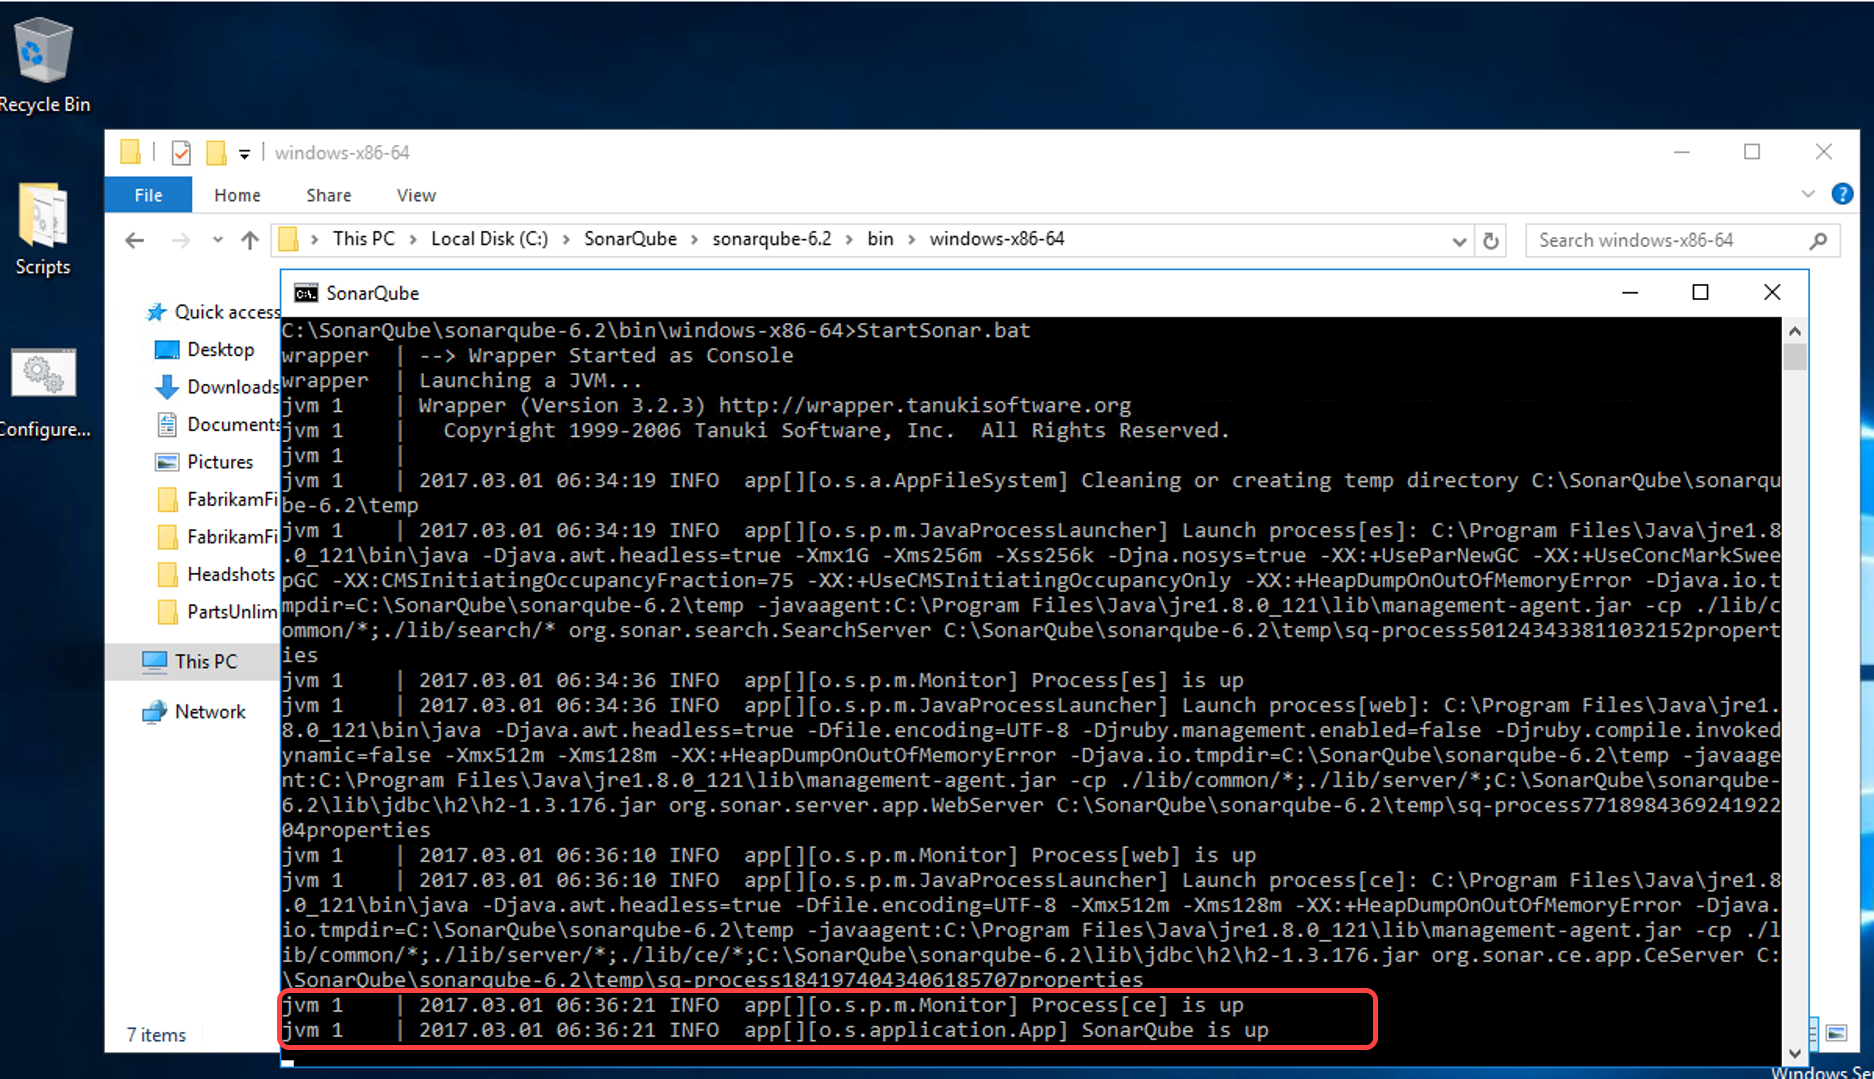 Recycle Bin
Scripts
Configure...
windows-x86-64
File Home Share View
This PC > Local Disk (C:) > SonarQube > sonarqube-6.2 > bin > windows-x86-64
Search windows-x86-64
Quick access
Desktop
Downloads
Documents
Pictures
FabrikamFi
FabrikamFi
Headshots
PartsUnlim
This PC
Network
7 items
SonarQube
C:\SonarQube\sonarqube-6.2\bin\windows-x86-64>StartSonar.bat
wrapper  | --> Wrapper Started as Console
wrapper  | Launching a JVM...
jvm 1    | Wrapper (Version 3.2.3) http://wrapper.tanukisoftware.org
jvm 1    |   Copyright 1999-2006 Tanuki Software, Inc.  All Rights Reserved.
jvm 1    |
jvm 1    | 2017.03.01 06:34:19 INFO  app[][o.s.a.AppFileSystem] Cleaning or creating temp directory C:\SonarQube\sonarqu
be-6.2\temp
jvm 1    | 2017.03.01 06:34:19 INFO  app[][o.s.p.m.JavaProcessLauncher] Launch process[es]: C:\Program Files\Java\jre1.8
.0_121\bin\java -Djava.awt.headless=true -Xmx1G -Xms256m -Xss256k -Djna.nosys=true -XX:+UseParNewGC -XX:+UseConcMarkSwee
pGC -XX:CMSInitiatingOccupancyFraction=75 -XX:+UseCMSInitiatingOccupancyOnly -XX:+HeapDumpOnOutOfMemoryError -Djava.io.t
mpdir=C:\SonarQube\sonarqube-6.2\temp -javaagent:C:\Program Files\Java\jre1.8.0_121\lib\management-agent.jar -cp ./lib/c
ommon/*;./lib/search/* org.sonar.search.SearchServer C:\SonarQube\sonarqube-6.2\temp\sq-process501243433811032152propert
ies
jvm 1    | 2017.03.01 06:34:36 INFO  app[][o.s.p.m.Monitor] Process[es] is up
jvm 1    | 2017.03.01 06:34:36 INFO  app[][o.s.p.m.JavaProcessLauncher] Launch process[web]: C:\Program Files\Java\jre1.
8.0_121\bin\java -Djava.awt.headless=true -Dfile.encoding=UTF-8 -Djruby.management.enabled=false -Djruby.compile.invoked
ynamic=false -Xmx512m -Xms128m -XX:+HeapDumpOnOutOfMemoryError -Djava.io.tmpdir=C:\SonarQube\sonarqube-6.2\temp -javaage
nt:C:\Program Files\Java\jre1.8.0_121\lib\management-agent.jar -cp ./lib/common/*;./lib/server/*;C:\SonarQube\sonarqube-
6.2\lib\jdbc\h2\h2-1.3.176.jar org.sonar.server.app.WebServer C:\SonarQube\sonarqube-6.2\temp\sq-process7718984369241922
04properties
jvm 1    | 2017.03.01 06:36:10 INFO  app[][o.s.p.m.Monitor] Process[web] is up
jvm 1    | 2017.03.01 06:36:10 INFO  app[][o.s.p.m.JavaProcessLauncher] Launch process[ce]: C:\Program Files\Java\jre1.8
.0_121\bin\java -Djava.awt.headless=true -Dfile.encoding=UTF-8 -Xmx512m -Xms128m -XX:+HeapDumpOnOutOfMemoryError -Djava.
io.tmpdir=C:\SonarQube\sonarqube-6.2\temp -javaagent:C:\Program Files\Java\jre1.8.0_121\lib\management-agent.jar -cp ./l
ib/common/*;./lib/server/*;./lib/ce/*;C:\SonarQube\sonarqube-6.2\lib\jdbc\h2\h2-1.3.176.jar org.sonar.ce.app.CeServer C:
\SonarQube\sonarqube-6.2\temp\sq-process1841974043406185707properties
jvm 1    | 2017.03.01 06:36:21 INFO  app[][o.s.p.m.Monitor] Process[ce] is up
jvm 1    | 2017.03.01 06:36:21 INFO  app[][o.s.application.App] SonarQube is up
Windows Se